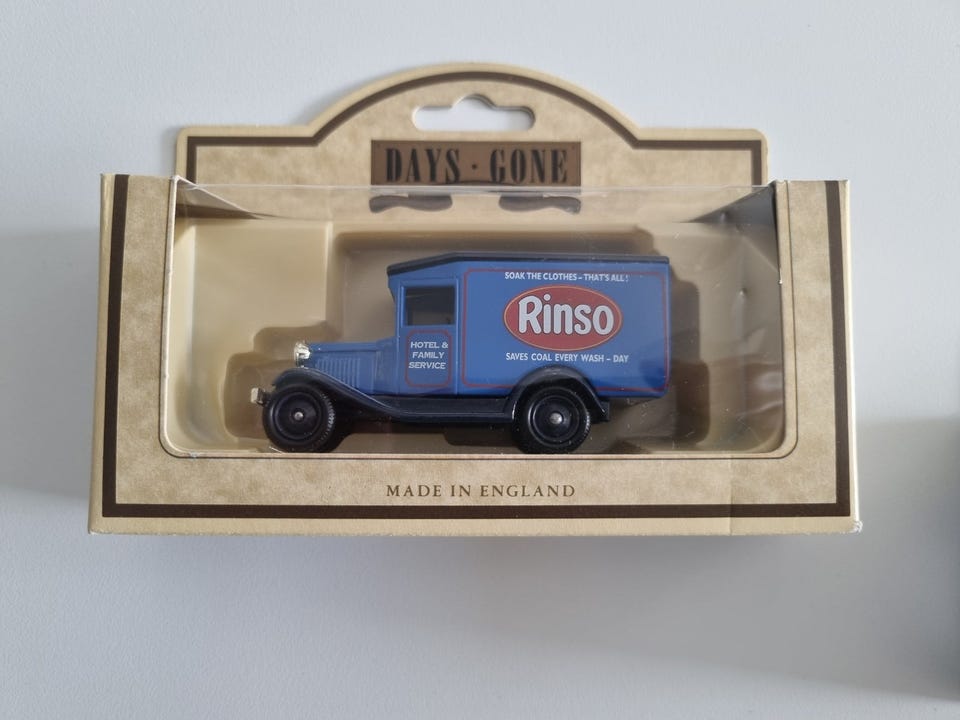 DAYS · GONE
SOAK THE CLOTHES – THAT'S ALL!
Rinso
SAVES COAL EVERY WASH – DAY
HOTEL &
FAMILY
SERVICE
MADE IN ENGLAND